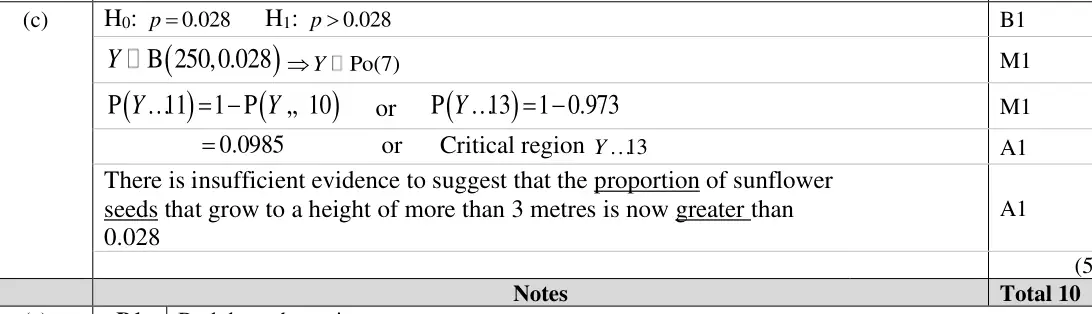 (c) H0: p = 0.028 H1: p > 0.028 B1
Y □ B(250,0.028) ⇒ Y □ Po(7) M1
P(Y…11) = 1 − P(Y ,, 10) or P(Y…13) = 1 − 0.973 M1
= 0.0985 or Critical region Y…13 A1
There is insufficient evidence to suggest that the proportion of sunflower
seeds that grow to a height of more than 3 metres is now greater than A1
0.028
(5
Notes Total 10